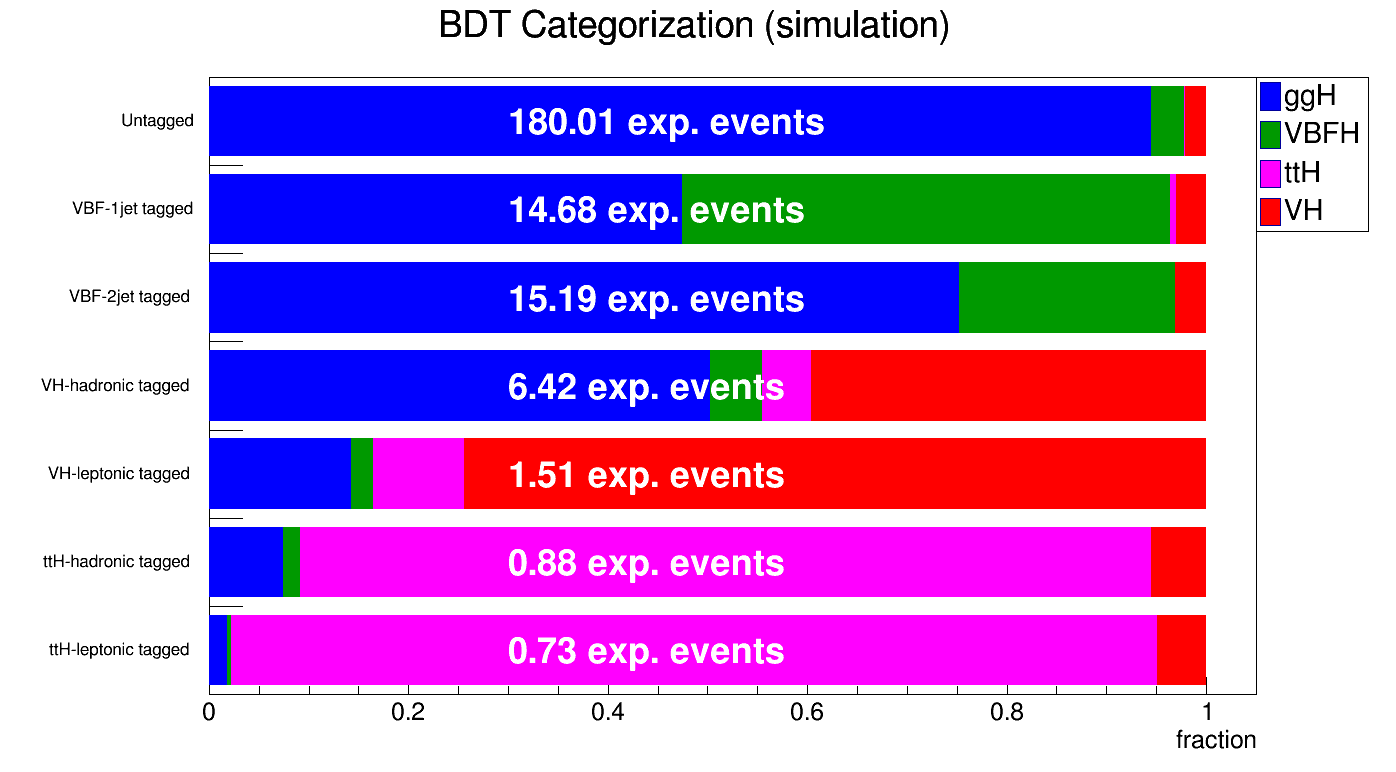 BDT Categorization (simulation)
ggH
VBFH
ttH
VH
Untagged
180.01 exp. events
VBF-1jet tagged
14.68 exp. events
VBF-2jet tagged
15.19 exp. events
VH-hadronic tagged
6.42 exp. events
VH-leptonic tagged
1.51 exp. events
ttH-hadronic tagged
0.88 exp. events
ttH-leptonic tagged
0.73 exp. events
0 0.2 0.4 0.6 0.8 1
fraction